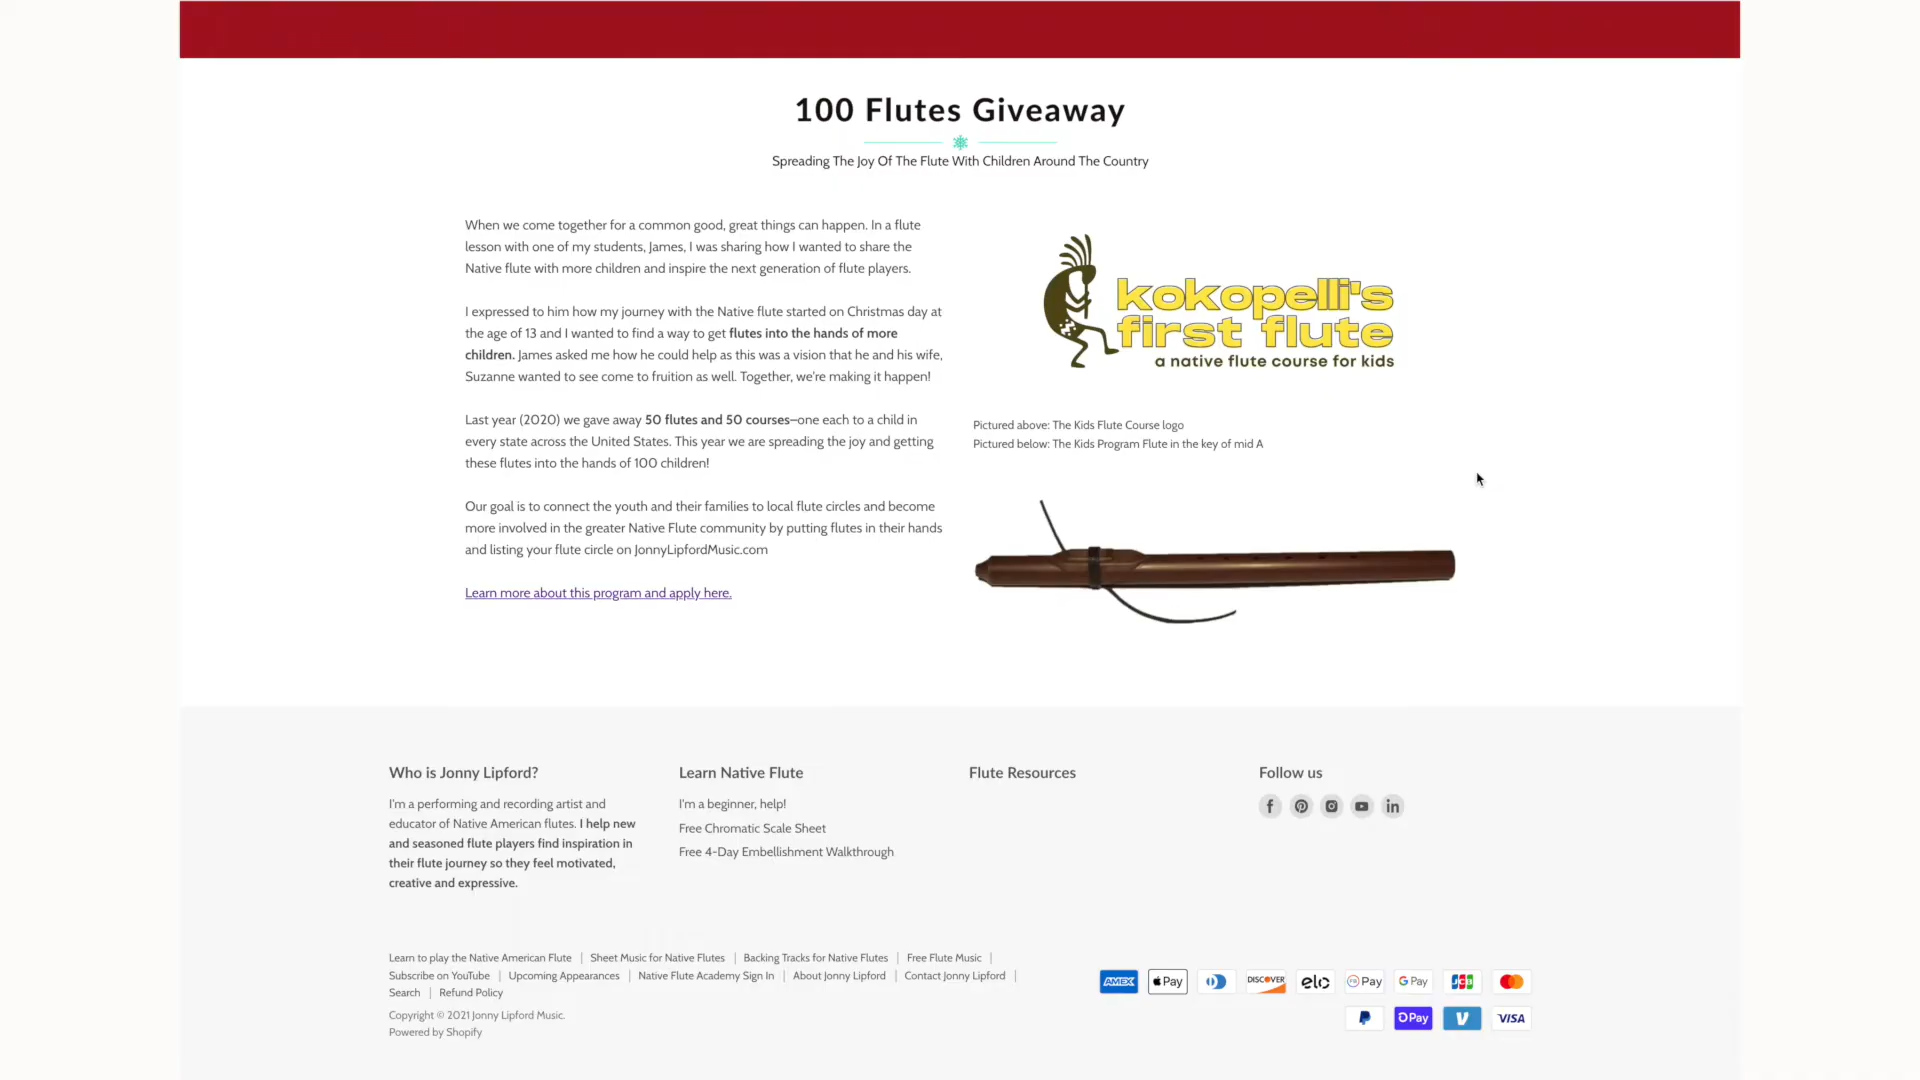 100 Flutes Giveaway
Spreading The Joy Of The Flute With Children Around The Country
When we come together for a common good, great things can happen. In a flute
lesson with one of my students, James, I was sharing how I wanted to share the
Native flute with more children and inspire the next generation of flute players.
I expressed to him how my journey with the Native flute started on Christmas day at
the age of 13 and I wanted to find a way to get flutes into the hands of more
children. James asked me how he could help as this was a vision that he and his wife,
Suzanne wanted to see come to fruition as well. Together, we're making it happen!
Last year (2020) we gave away 50 flutes and 50 courses—one each to a child in
every state across the United States. This year we are spreading the joy and getting
these flutes into the hands of 100 children!
Our goal is to connect the youth and their families to local flute circles and become
more involved in the greater Native Flute community by putting flutes in their hands
and listing your flute circle on JonnyLipfordMusic.com
Learn more about this program and apply here.
kokopelli's
first flute
a native flute course for kids
Pictured above: The Kids Flute Course logo
Pictured below: The Kids Program Flute in the key of mid A
Who is Jonny Lipford?
I'm a performing and recording artist and
educator of Native American flutes. I help new
and seasoned flute players find inspiration in
their flute journey so they feel motivated,
creative and expressive.
Learn Native Flute
I'm a beginner, help!
Free Chromatic Scale Sheet
Free 4-Day Embellishment Walkthrough
Flute Resources
Follow us
Learn to play the Native American Flute | Sheet Music for Native Flutes | Backing Tracks for Native Flutes | Free Flute Music |
Subscribe on YouTube | Upcoming Appearances | Native Flute Academy Sign In | About Jonny Lipford | Contact Jonny Lipford |
Search | Refund Policy
Copyright © 2021 Jonny Lipford Music.
Powered by Shopify
AMEX Pay DISCOVER elo Pay G Pay JCB
Pay V VISA